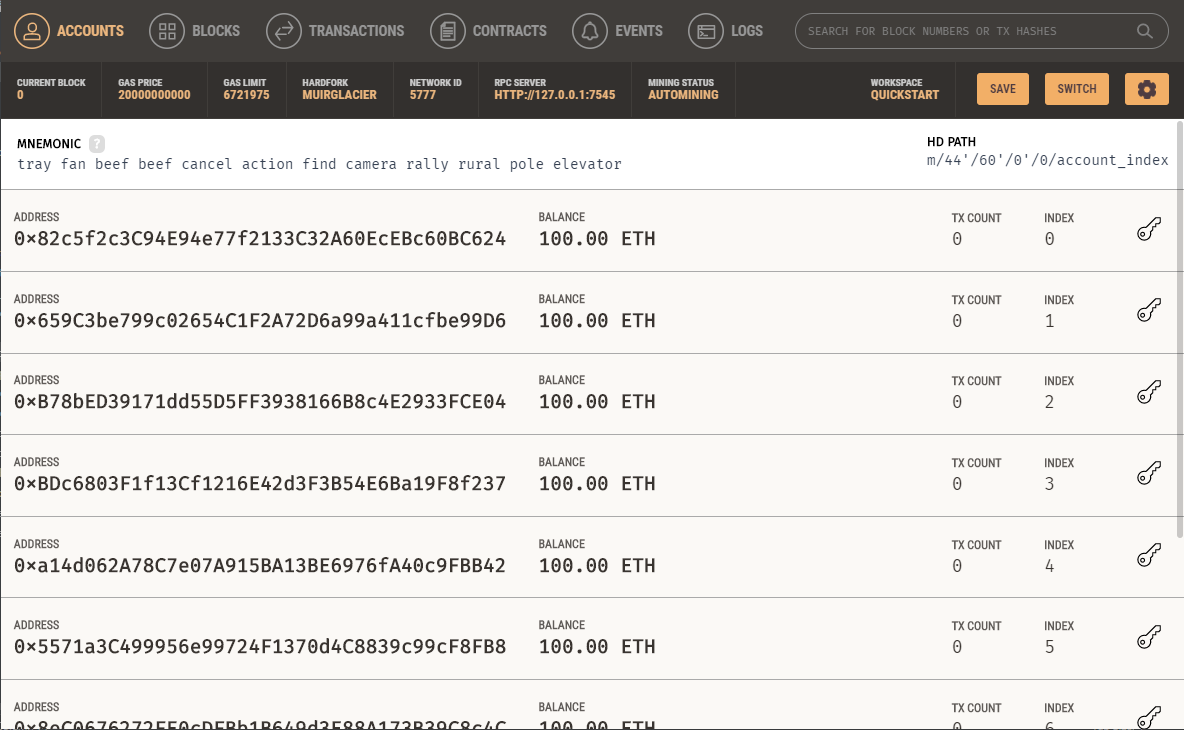 ACCOUNTS BLOCKS TRANSACTIONS CONTRACTS EVENTS LOGS SEARCH FOR BLOCK NUMBERS OR TX HASHES
CURRENT BLOCK GAS PRICE GAS LIMIT HARDFORK NETWORK ID RPC SERVER MINING STATUS WORKSPACE
0 20000000000 6721975 MUIRGLACIER 5777 HTTP://127.0.0.1:7545 AUTOMINING QUICKSTART SAVE SWITCH
MNEMONIC ? HD PATH
tray fan beef beef cancel action find camera rally rural pole elevator m/44'/60'/0'/0/account_index
ADDRESS BALANCE TX COUNT INDEX
0×82c5f2c3C94E94e77f2133C32A60EcEBc60BC624 100.00 ETH 0 0
ADDRESS BALANCE TX COUNT INDEX
0×659C3be799c02654C1F2A72D6a99a411cfbe99D6 100.00 ETH 0 1
ADDRESS BALANCE TX COUNT INDEX
0×B78bED39171dd55D5FF3938166B8c4E2933FCE04 100.00 ETH 0 2
ADDRESS BALANCE TX COUNT INDEX
0×BDc6803F1f13Cf1216E42d3F3B54E6Ba19F8f237 100.00 ETH 0 3
ADDRESS BALANCE TX COUNT INDEX
0×a14d062A78C7e07A915BA13BE6976fA40c9FBB42 100.00 ETH 0 4
ADDRESS BALANCE TX COUNT INDEX
0×5571a3C499956e99724F1370d4C8839c99cF8FB8 100.00 ETH 0 5
ADDRESS BALANCE TX COUNT INDEX
100.00 ETH 0 6